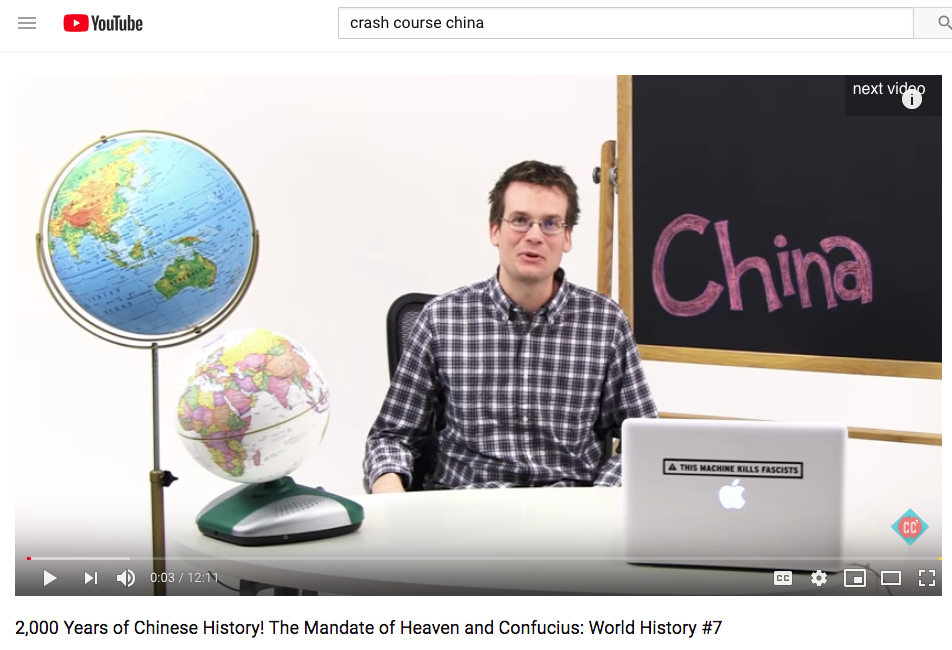 YouTube
crash course china
next video
i
China
AUSTRALIA
⚠ THIS MACHINE KILLS FASCISTS
CC
0:03 / 12:11
CC
2,000 Years of Chinese History! The Mandate of Heaven and Confucius: World History #7